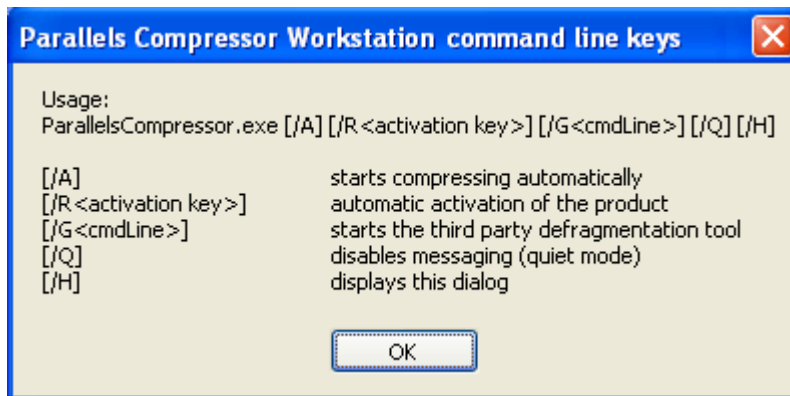 Parallels Compressor Workstation command line keys
Usage:
ParallelsCompressor.exe [/A] [/R<activation key>] [/G<cmdLine>] [/Q] [/H]
[/A] starts compressing automatically
[/R<activation key>] automatic activation of the product
[/G<cmdLine>] starts the third party defragmentation tool
[/Q] disables messaging (quiet mode)
[/H] displays this dialog
OK